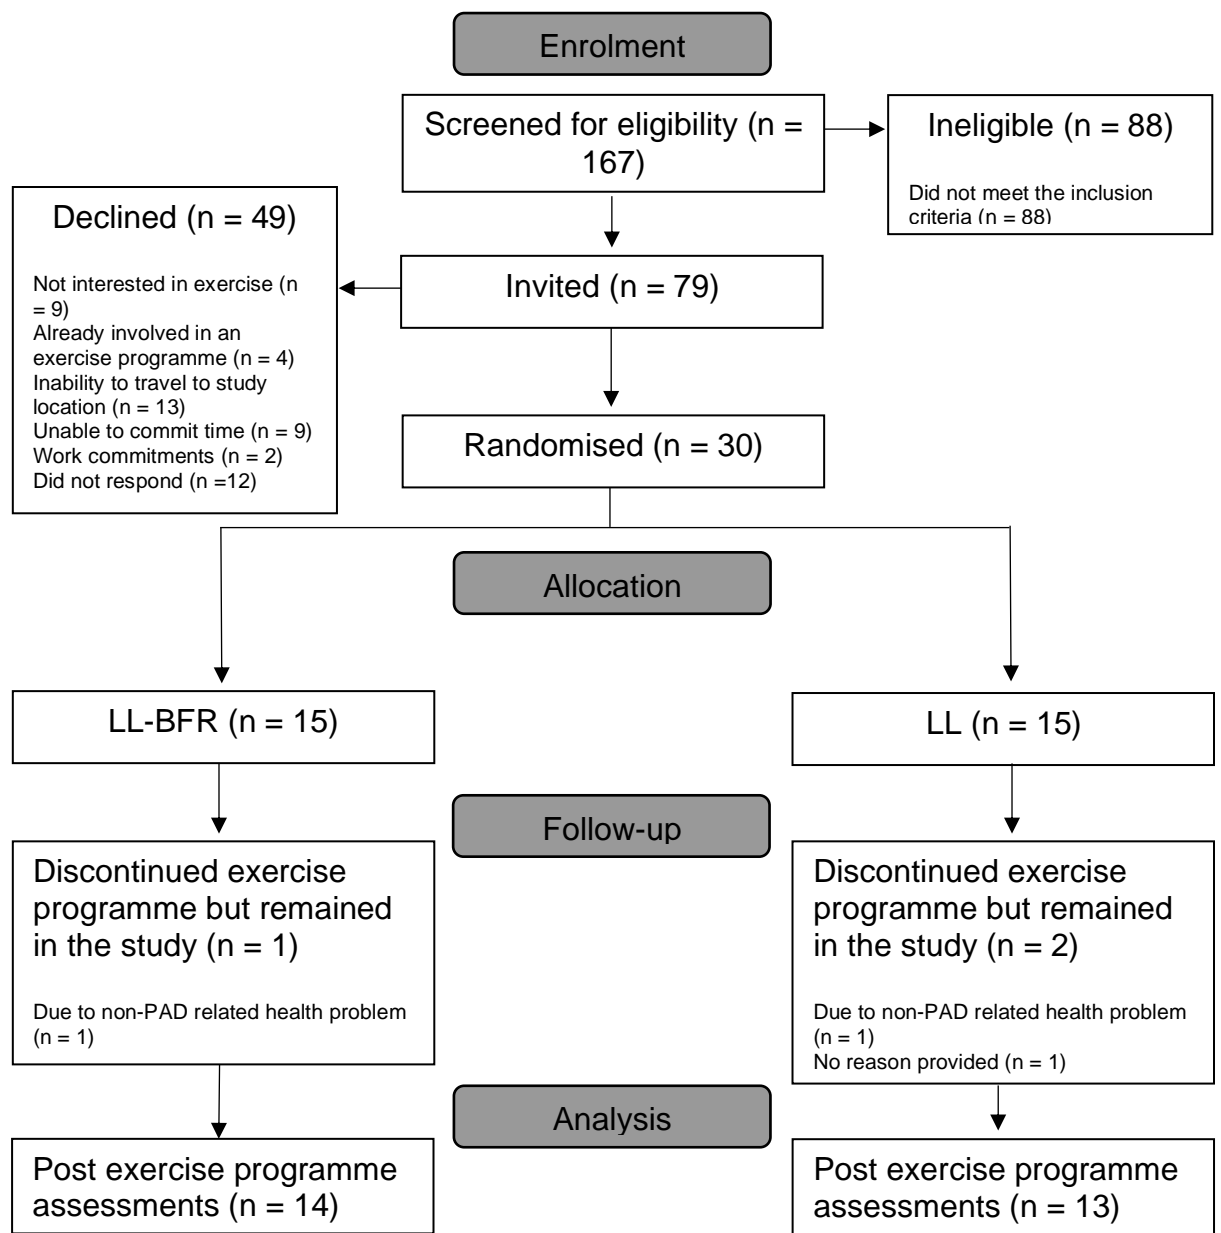 Enrolment
Screened for eligibility (n =
167)
Ineligible (n = 88)
Did not meet the inclusion
criteria (n = 88)
Declined (n = 49)
Not interested in exercise (n
= 9)
Already involved in an
exercise programme (n = 4)
Inability to travel to study
location (n = 13)
Unable to commit time (n = 9)
Work commitments (n = 2)
Did not respond (n =12)
Invited (n = 79)
Randomised (n = 30)
Allocation
LL-BFR (n = 15)
LL (n = 15)
Follow-up
Discontinued exercise
programme but remained
in the study (n = 1)
Due to non-PAD related health problem
(n = 1)
Discontinued exercise
programme but remained
in the study (n = 2)
Due to non-PAD related health problem
(n = 1)
No reason provided (n = 1)
Analysis
Post exercise programme
assessments (n = 14)
Post exercise programme
assessments (n = 13)